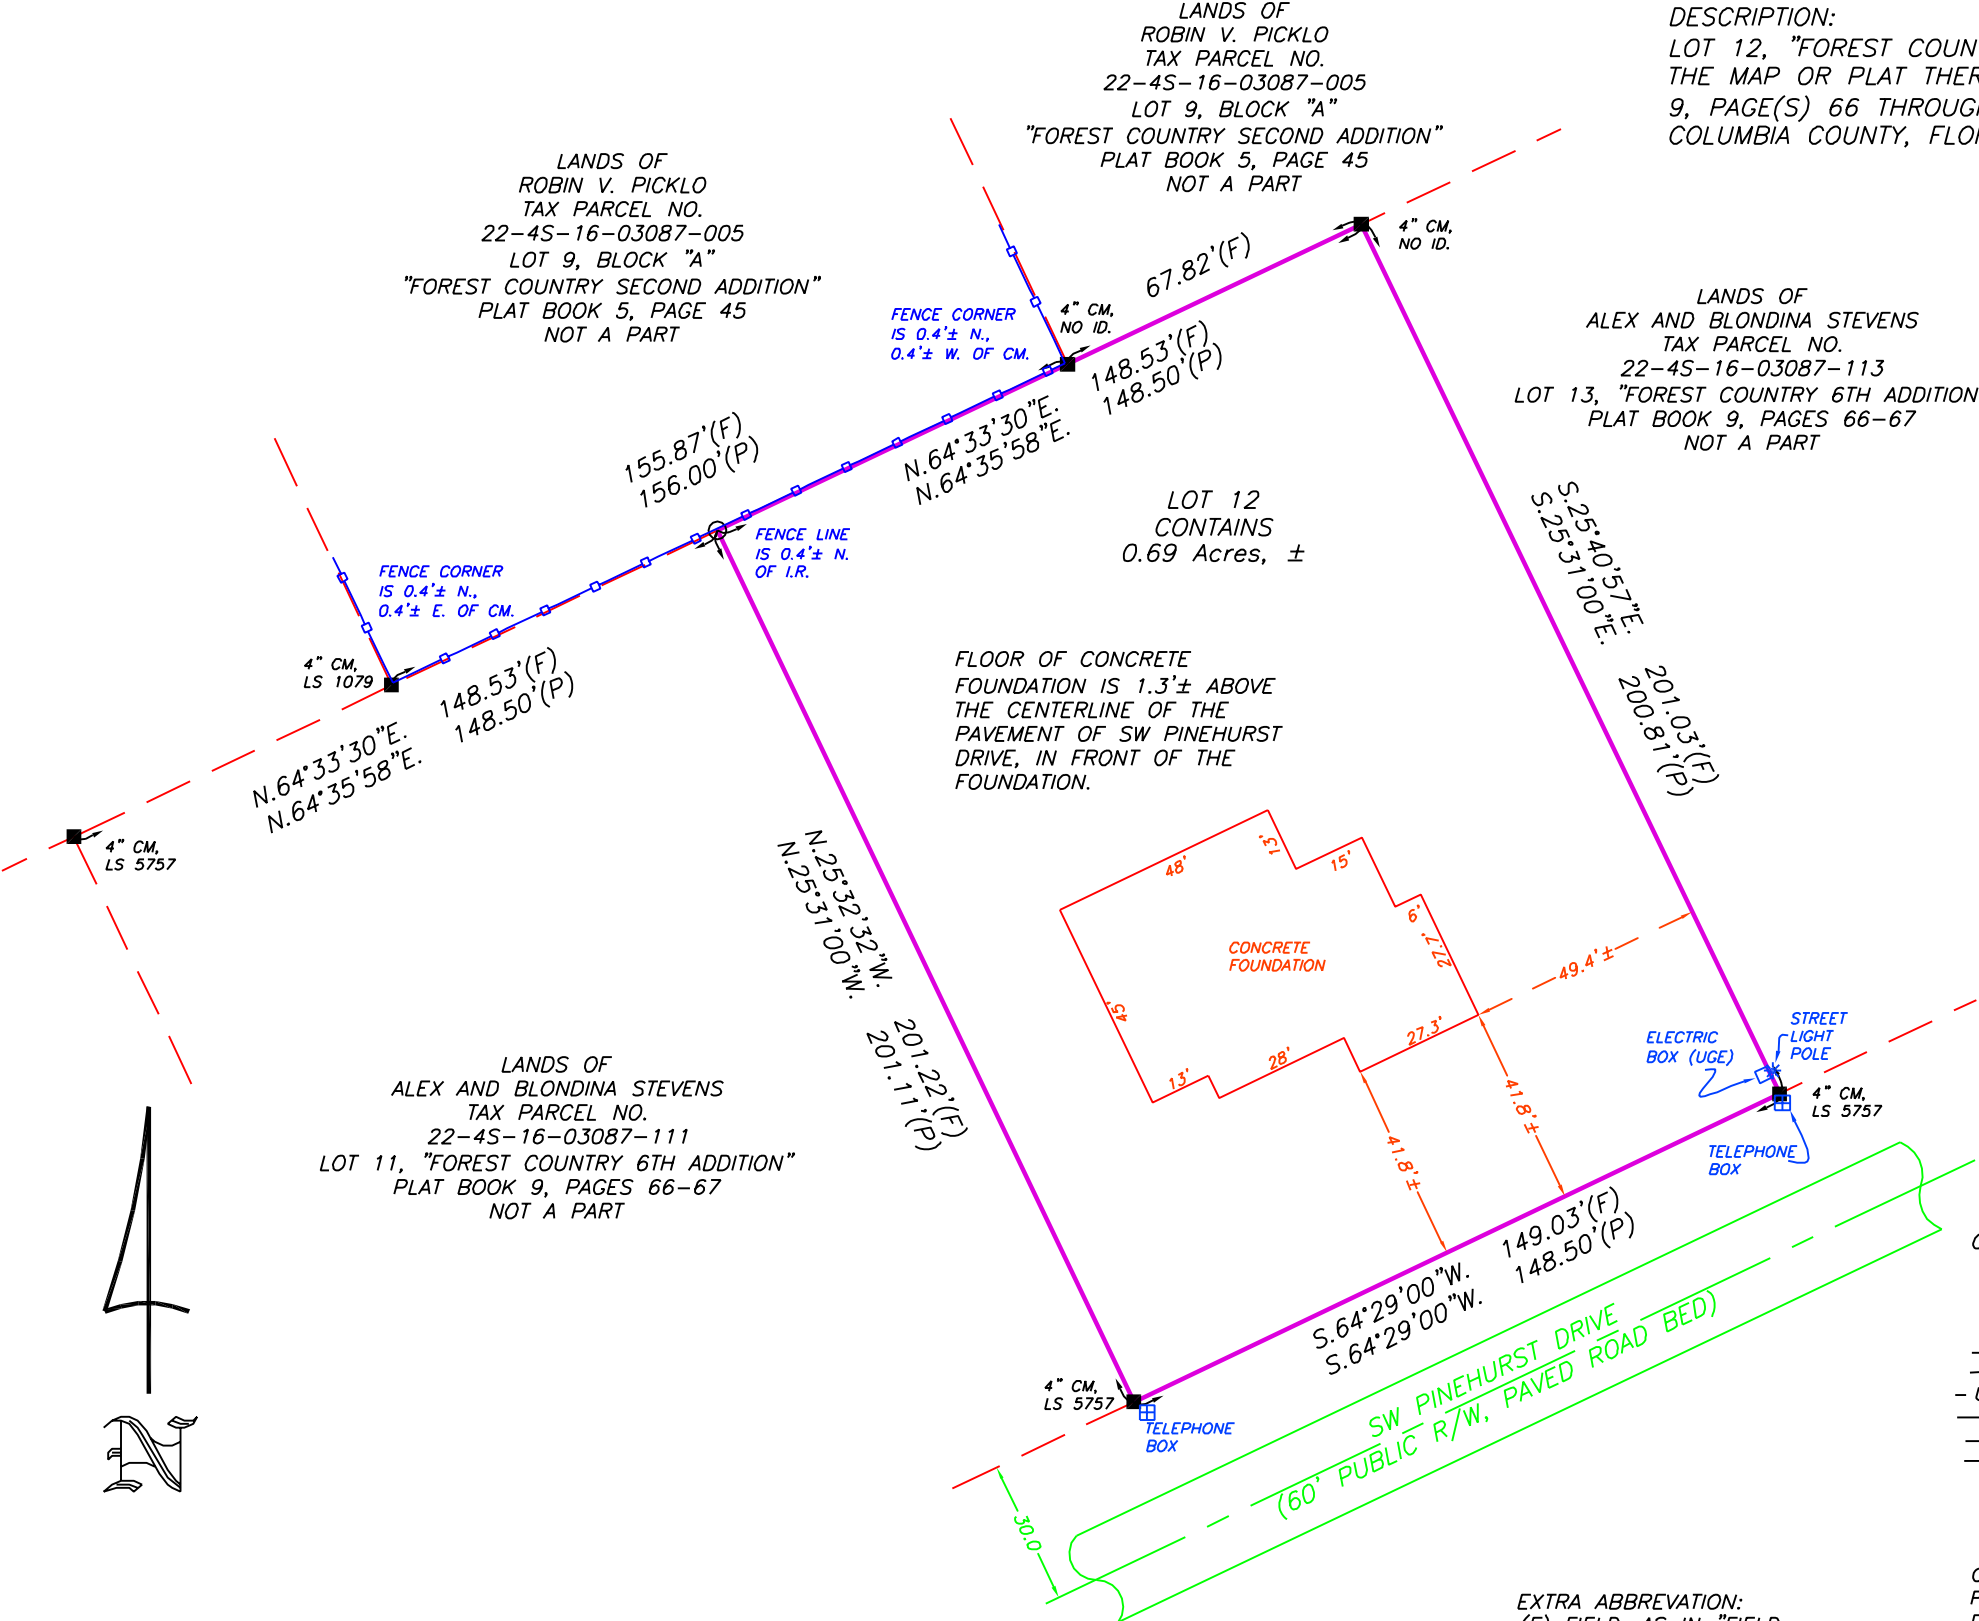 LANDS OF
ROBIN V. PICKLO
TAX PARCEL NO.
22-4S-16-03087-005
LOT 9, BLOCK "A"
"FOREST COUNTRY SECOND ADDITION"
PLAT BOOK 5, PAGE 45
NOT A PART
DESCRIPTION:
LOT 12, "FOREST COUN
THE MAP OR PLAT THER
9, PAGE(S) 66 THROUGH
COLUMBIA COUNTY, FLO
LANDS OF
ROBIN V. PICKLO
TAX PARCEL NO.
22-4S-16-03087-005
LOT 9, BLOCK "A"
"FOREST COUNTRY SECOND ADDITION"
PLAT BOOK 5, PAGE 45
NOT A PART
67.82'(F)
4" CM,
NO ID.
FENCE CORNER
IS 0.4'± N.,
0.4'± W. OF CM.
4" CM,
NO ID.
LANDS OF
ALEX AND BLONDINA STEVENS
TAX PARCEL NO.
22-4S-16-03087-113
LOT 13, "FOREST COUNTRY 6TH ADDITION
PLAT BOOK 9, PAGES 66-67
NOT A PART
148.53'(F)
148.50'(P)
N.64°33'30"E.
N.64°35'58"E.
155.87'(F)
156.00'(P)
LOT 12
CONTAINS
0.69 Acres, ±
FENCE LINE
IS 0.4'± N.
OF I.R.
FENCE CORNER
IS 0.4'± N.,
0.4'± E. OF CM.
4" CM,
LS 1079
148.53'(F)
148.50'(P)
N.64°33'30"E.
N.64°35'58"E.
4" CM,
LS 5757
S.25°40'57"E.
S.25°31'00"E.
201.03'(F)
200.81'(P)
FLOOR OF CONCRETE
FOUNDATION IS 1.3'± ABOVE
THE CENTERLINE OF THE
PAVEMENT OF SW PINEHURST
DRIVE, IN FRONT OF THE
FOUNDATION.
N.25°32'32"W.
N.25°31'00"W.
201.22'(F)
201.11'(P)
48'
13'
15'
6'
27.7'
CONCRETE
FOUNDATION
49.4'±
45'
13'
28'
27.3'
41.8'±
41.8'±
ELECTRIC
BOX (UGE)
STREET
LIGHT
POLE
4" CM,
LS 5757
TELEPHONE
BOX
LANDS OF
ALEX AND BLONDINA STEVENS
TAX PARCEL NO.
22-4S-16-03087-111
LOT 11, "FOREST COUNTRY 6TH ADDITION"
PLAT BOOK 9, PAGES 66-67
NOT A PART
149.03'(F)
148.50'(P)
S.64°29'00"W.
S.64°29'00"W.
4" CM,
LS 5757
TELEPHONE
BOX
SW PINEHURST DRIVE
(60' PUBLIC R/W, PAVED ROAD BED)
30.0
N
EXTRA ABBREVATION:
(F) FIELD, AS IN "FIELD